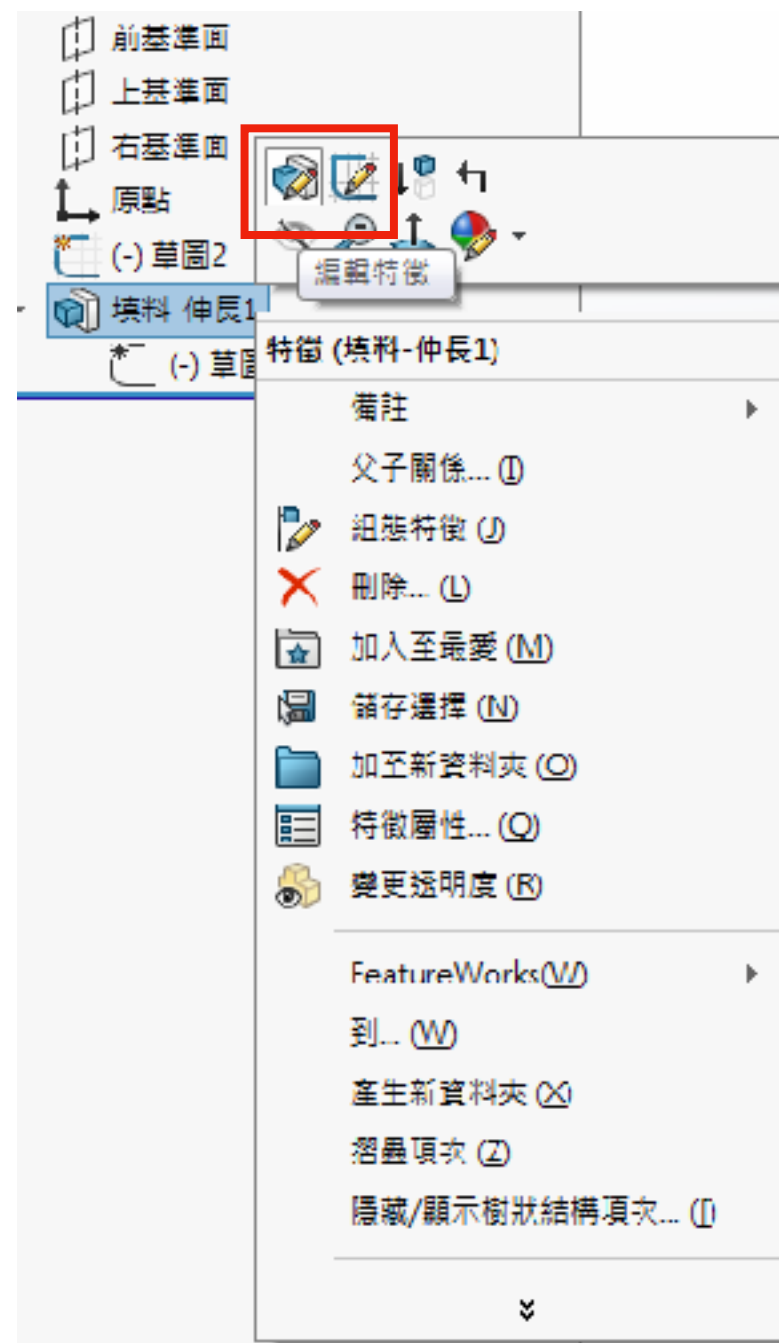 前基準面
上基準面
右基準面
原點
(-) 草圖2
編輯特徵
填料-伸長1
特徵 (填料-伸長1)
(-) 草圖
備註
父子關係... (I)
組態特徵 (J)
刪除... (L)
加入至最愛 (M)
儲存選擇 (N)
加至新資料夾 (O)
特徵屬性... (Q)
變更透明度 (R)
FeatureWorks(W)
到... (W)
產生新資料夾 (X)
摺疊項次 (Z)
隱藏/顯示樹狀結構項次... ([)